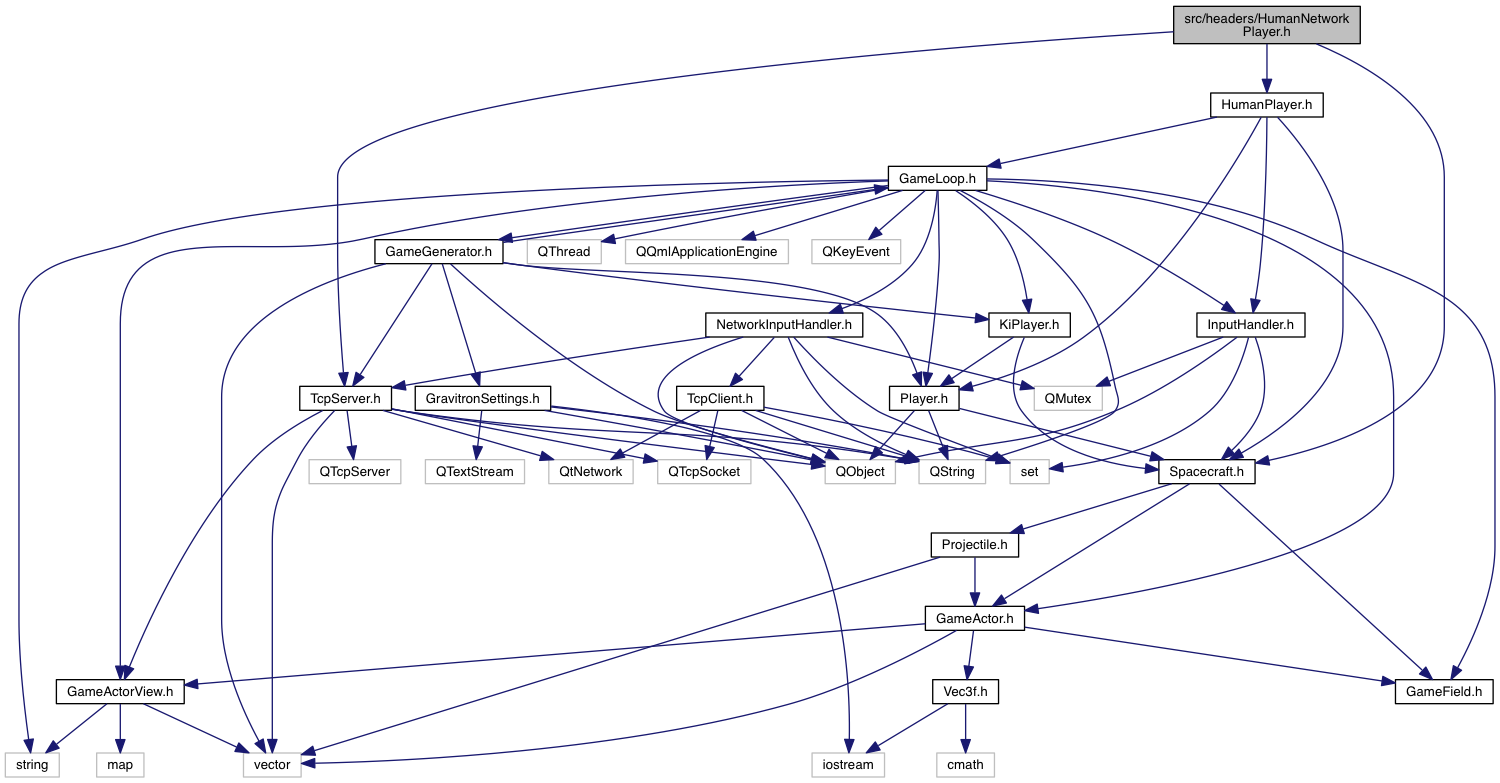 src/headers/HumanNetwork
Player.h
HumanPlayer.h
GameLoop.h
GameGenerator.h
QThread
QQmlApplicationEngine
QKeyEvent
NetworkInputHandler.h
KiPlayer.h
InputHandler.h
TcpServer.h
GravitronSettings.h
TcpClient.h
Player.h
QMutex
QTcpServer
QTextStream
QtNetwork
QTcpSocket
QObject
QString
set
Spacecraft.h
Projectile.h
GameActor.h
GameActorView.h
Vec3f.h
GameField.h
string
map
vector
iostream
cmath